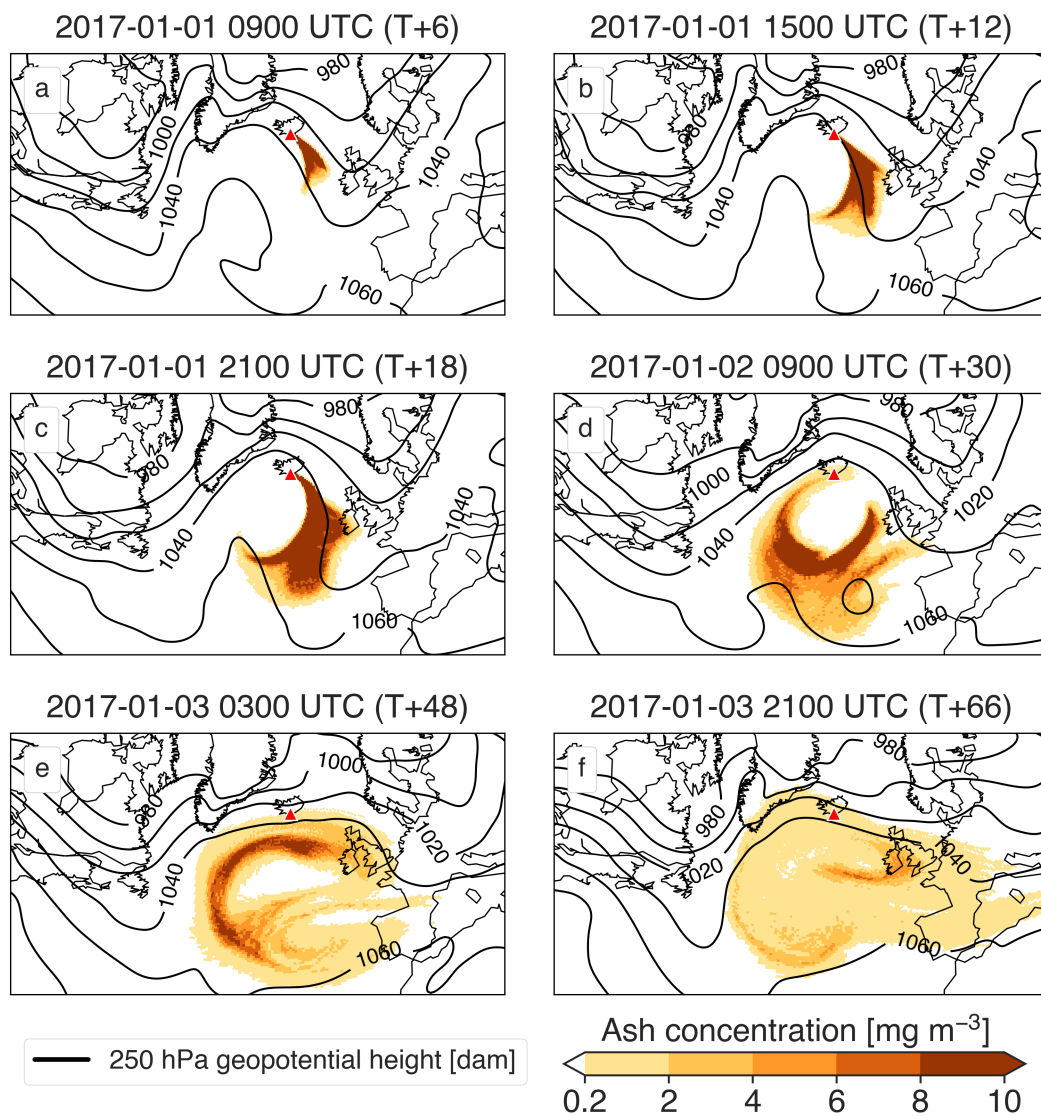 2017-01-01 0900 UTC (T+6)
a
980
1000
1040
1040
1060
2017-01-01 1500 UTC (T+12)
b
980
980
1040
1040
1060
2017-01-01 2100 UTC (T+18)
c
980
980
1040
1040
1060
2017-01-02 0900 UTC (T+30)
d
980
1000
1020
1040
1060
2017-01-03 0300 UTC (T+48)
e
1000
980
1020
1040
1060
2017-01-03 2100 UTC (T+66)
f
980
980
1040
1020
1060
250 hPa geopotential height [dam]
Ash concentration [mg m⁻³]
0.2 2 4 6 8 10